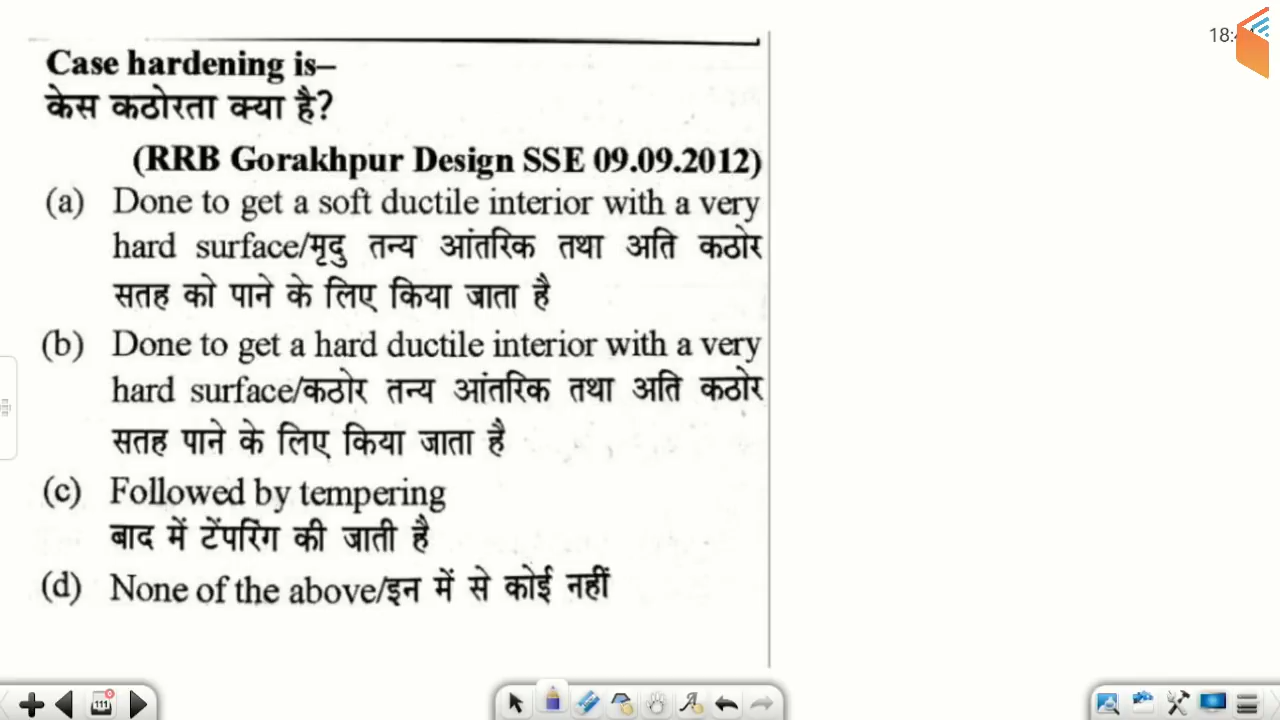 18:
Case hardening is–
केस कठोरता क्या है?
(RRB Gorakhpur Design SSE 09.09.2012)
(a) Done to get a soft ductile interior with a very
hard surface/मृदु तन्य आंतरिक तथा अति कठोर
सतह को पाने के लिए किया जाता है
(b) Done to get a hard ductile interior with a very
hard surface/कठोर तन्य आंतरिक तथा अति कठोर
सतह पाने के लिए किया जाता है
(c) Followed by tempering
बाद में टेंपरिंग की जाती है
(d) None of the above/इन में से कोई नहीं